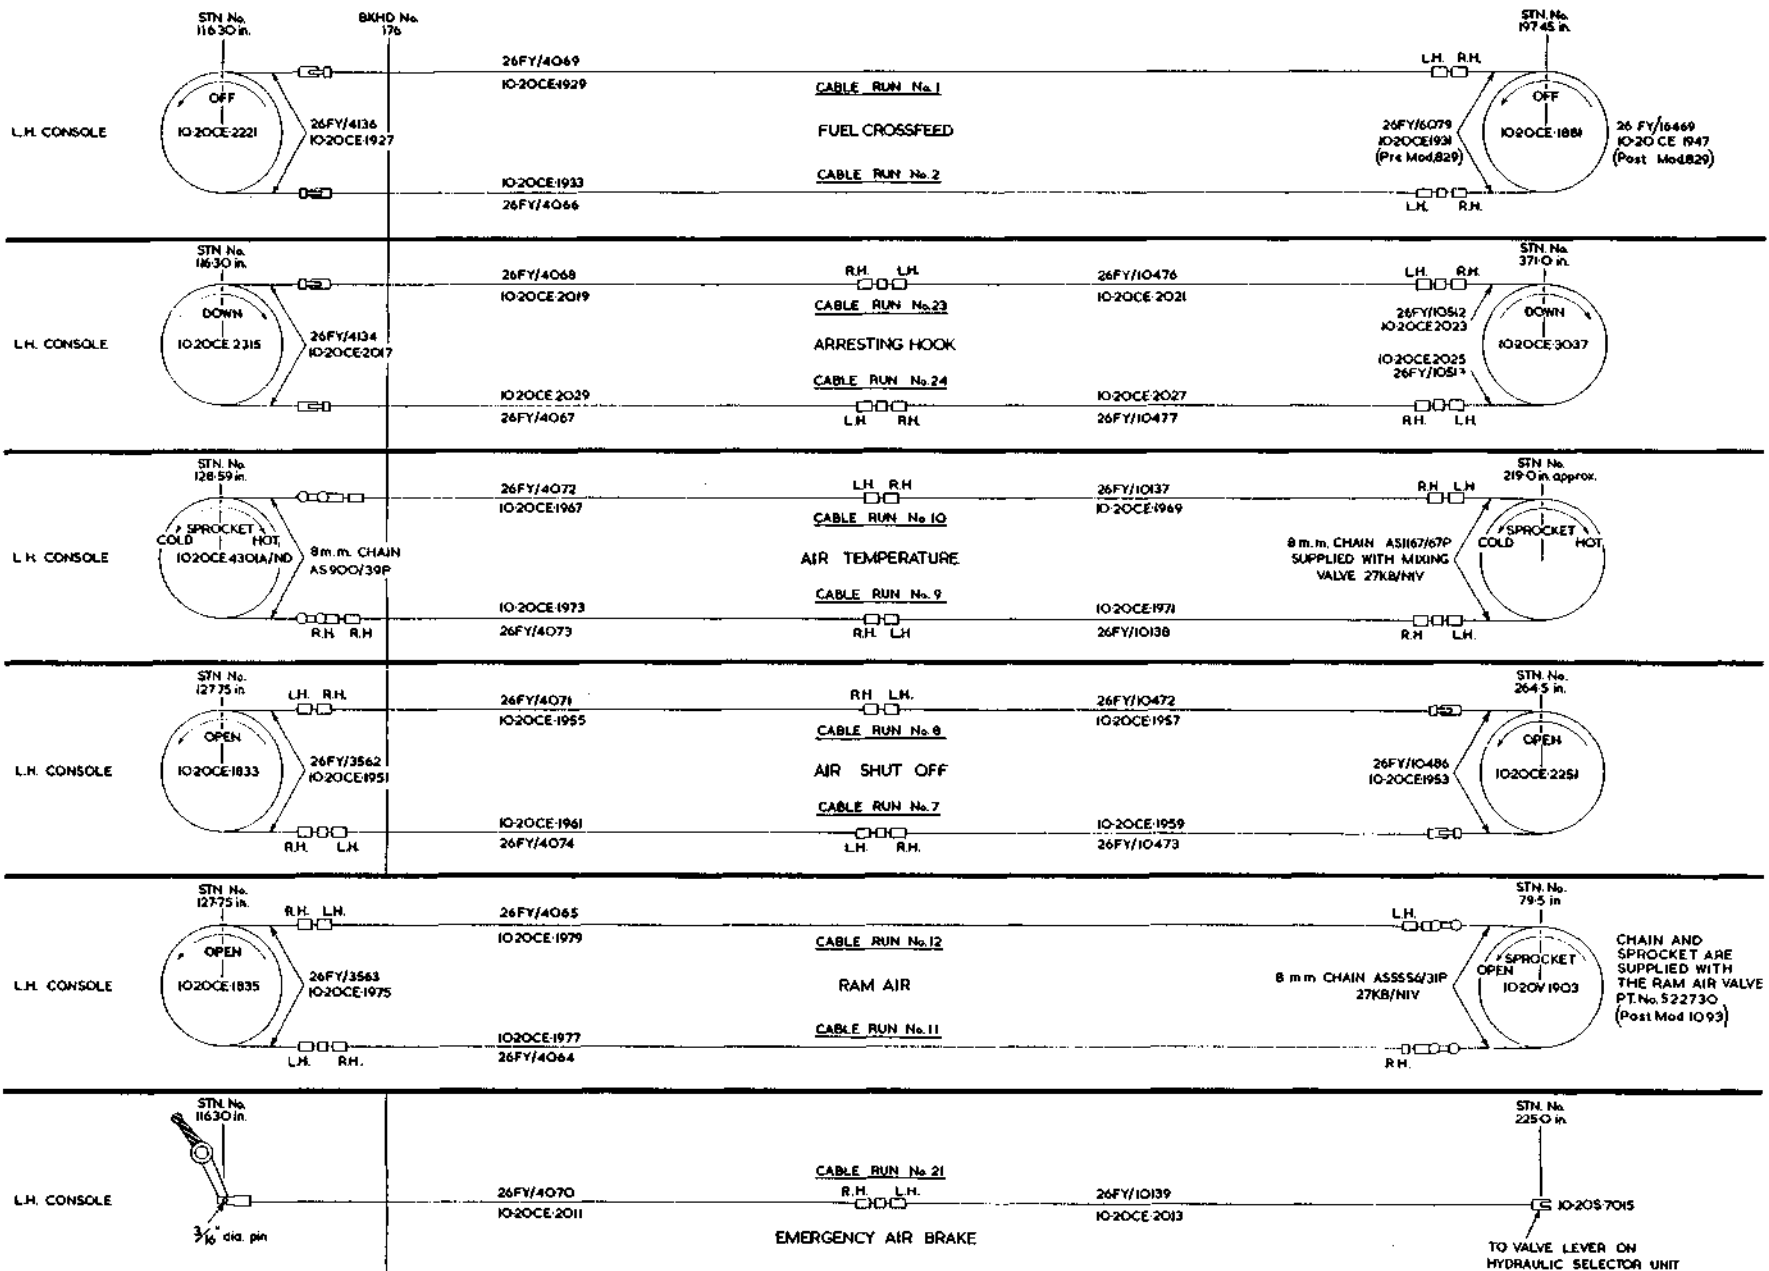 STN No.
116·30 in.
BKHD No.
176
STN. No.
197·45 in.
26FY/4069
10·20CE·1929
CABLE RUN No.1
L.H. R.H.
OFF
10·20CE·2221
L.H. CONSOLE
26FY/4136
10·20CE·1927
FUEL CROSSFEED
26FY/6079
10·20CE1931
(Pre Mod.829)
OFF
10·20CE·1881
26 FY/16469
10·20 CE 1947
(Post Mod.829)
10·20CE·1933
26FY/4066
CABLE RUN No.2
L.H. R.H.
STN No.
116·30 in.
STN. No.
371·0 in.
26FY/4068
10·20CE·2019
R.H. L.H.
CABLE RUN No.23
26FY/10476
10·20CE·2021
L.H. R.H.
DOWN
10·20CE·2315
L.H. CONSOLE
26FY/4134
10·20CE·2017
ARRESTING HOOK
26FY/10512
10·20CE2023
DOWN
10·20CE·3037
10·20CE2025
26FY/10513
CABLE RUN No.24
10·20CE·2029
26FY/4067
L.H. R.H.
10·20CE·2027
26FY/10477
R.H. L.H.
STN. No.
128·59 in.
STN No.
219·0 in. approx.
26FY/4072
10·20CE·1967
L.H. R.H
CABLE RUN No 10
26FY/10137
10·20CE·1969
R.H L.H
SPROCKET
COLD HOT
10·20CE·4301A/ND
L.H CONSOLE
8 m.m. CHAIN
AS 900/39P
AIR TEMPERATURE
8 m.m. CHAIN AS1167/67P
SUPPLIED WITH MIXING
VALVE 27KB/NIV
SPROCKET
COLD HOT
CABLE RUN No.9
10·20CE·1973
26FY/4073
R.H. R.H
R.H. L.H
10·20CE·1971
26FY/10138
R.H L.H.
STN No.
127·75 in
STN. No.
264·5 in.
L.H. R.H.
26FY/4071
10·20CE·1955
R.H L.H.
CABLE RUN No.8
26FY/10472
10·20CE·1957
OPEN
10·20CE·1833
L.H. CONSOLE
26FY/3562
10·20CE·1951
AIR SHUT OFF
26FY/10486
10·20CE·1953
OPEN
10·20CE·2251
CABLE RUN No.7
R.H. L.H.
10·20CE·1961
26FY/4074
L.H. R.H.
10·20CE·1959
26FY/10473
STN No.
127·75 in.
STN. No.
79·5 in
R.H. L.H.
26FY/4065
10·20CE·1979
CABLE RUN No.12
L.H.
OPEN
10·20CE·1835
L.H. CONSOLE
26FY/3563
10·20CE·1975
RAM AIR
8 m m CHAIN AS5556/31P
27KB/NIV
SPROCKET
OPEN
10·20V 1903
CHAIN AND
SPROCKET ARE
SUPPLIED WITH
THE RAM AIR VALVE
PT.No.522730
(Post Mod 1093)
CABLE RUN No.11
L.H. R.H.
10·20CE·1977
26FY/4064
R.H.
STN. No.
116·30 in.
STN. No.
225·0 in.
CABLE RUN No 21
L.H. CONSOLE
3/16" dia. pin
26FY/4070
10·20CE·2011
R.H. L.H.
26FY/10139
10·20CE·2013
10·20S·7015
EMERGENCY AIR BRAKE
TO VALVE LEVER ON
HYDRAULIC SELECTOR UNIT